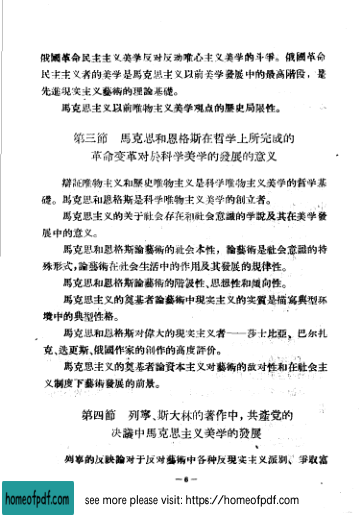 俄國革命民主主义美学反对反动唯心主义美学的斗爭。俄國革命
民主主义者的美学是馬克思主义以前美学發展中的最高階段，是
先進現实主义藝術的理論基礎。
馬克思主义以前唯物主义美学观点的歷史局限性。
第三節　馬克思和恩格斯在哲学上所完成的
革命变革对於科学美学的發展的意义
辯証唯物主义和歷史唯物主义是科学唯物主义美学的哲学基
礎。馬克思和恩格斯是科学唯物主义美学的創立者。
馬克思主义的关于社会存在和社会意識的学說及其在美学發
展中的意义。
馬克思和恩格斯論藝術的社会本性，論藝術是社会意識的特
殊形式，論藝術在社会生活中的作用及其發展的規律性。
馬克思和恩格斯論藝術的階級性、思想性和傾向性。
馬克思主义的奠基者論藝術中現实主义的实質是描寫典型环
境中的典型性格。
馬克思和恩格斯对偉大的現实主义者——莎士比亞、巴尔扎
克、迭更斯、俄國作家的創作的高度評价。
馬克思主义的奠基者論資本主义对藝術的敌对性和在社会主
义制度下藝術發展的前景。
第四節　列寧、斯大林的著作中，共產党的
决議中馬克思主义美学的發展
列寧的反映論对于反对藝術中各种反現实主义派別、爭取富
— 6 —
homeofpdf.com
see more please visit: https://homeofpdf.com